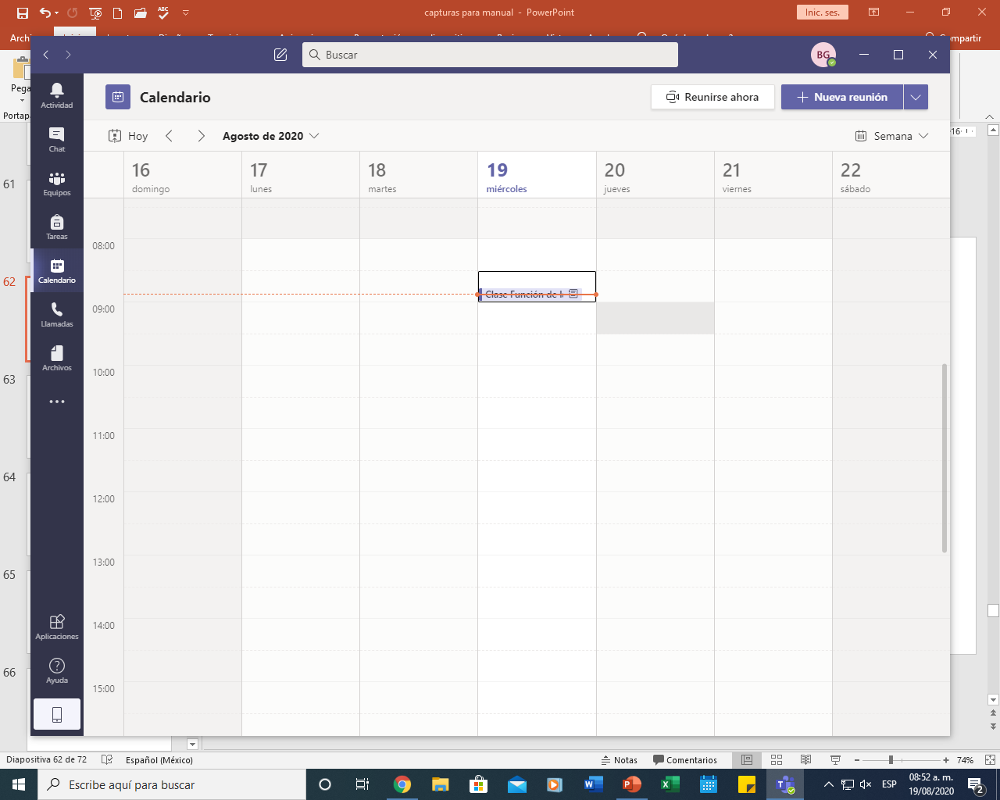 capturas para manual - PowerPoint
Inic. ses.
Compartir
BG
Buscar
Pega
Portapa
Calendario
Reunirse ahora
Nueva reunión
Hoy
Agosto de 2020
Semana
16 domingo
17 lunes
18 martes
19 miércoles
20 jueves
21 viernes
22 sábado
Actividad
Chat
Equipos
Tareas
Calendario
Llamadas
Archivos
Aplicaciones
Ayuda
08:00
Clase Función de
09:00
10:00
11:00
12:00
13:00
14:00
15:00
61
62
63
64
65
66
16
Diapositiva 62 de 72
Español (México)
Notas
Comentarios
74%
Escribe aquí para buscar
ESP
08:52 a. m.
19/08/2020
2